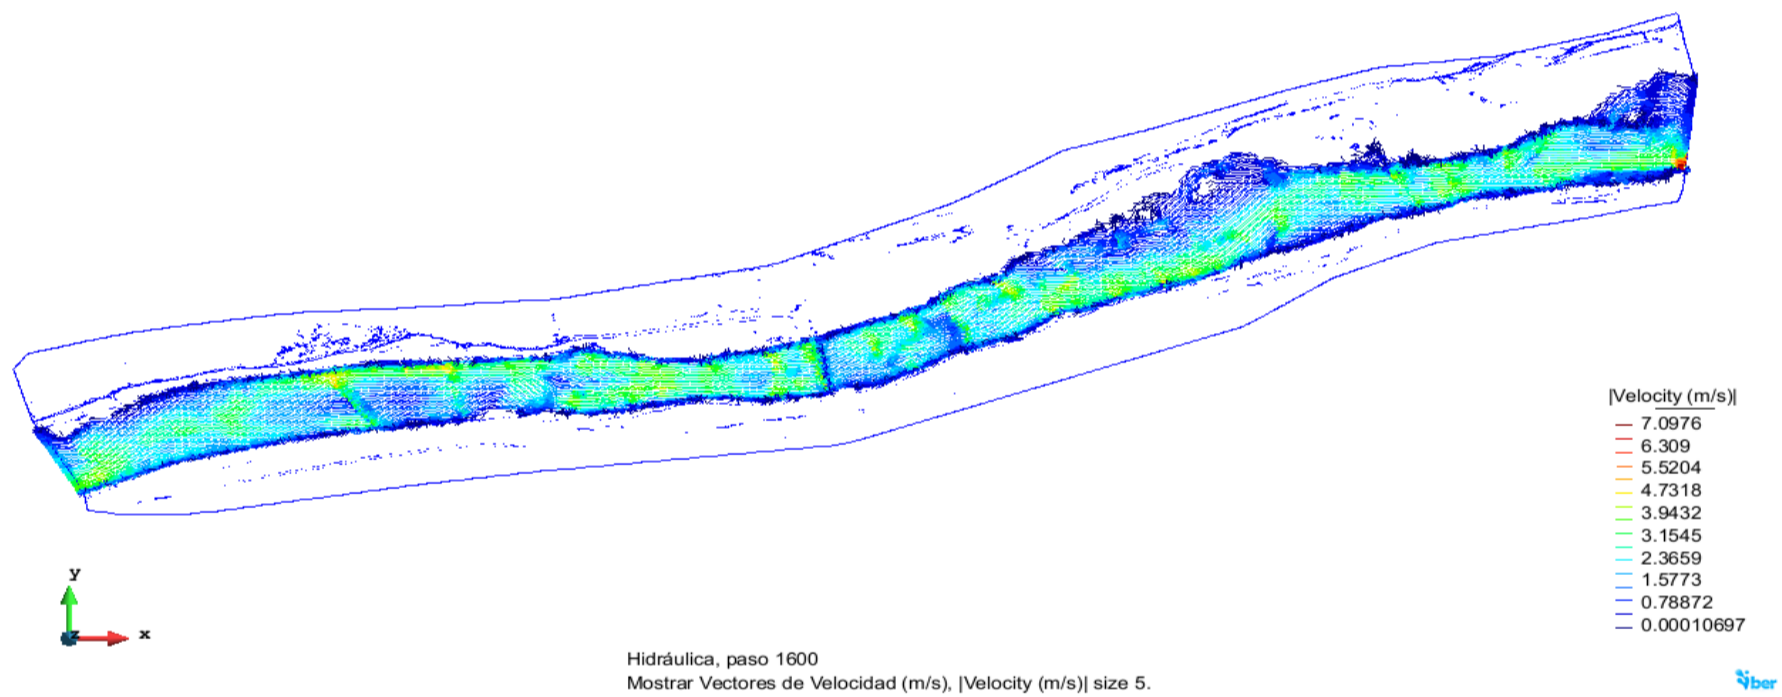 |Velocity (m/s)|
7.0976
6.309
5.5204
4.7318
3.9432
3.1545
2.3659
1.5773
0.78872
0.00010697
y
z x
Hidráulica, paso 1600
Mostrar Vectores de Velocidad (m/s), |Velocity (m/s)| size 5.
iber